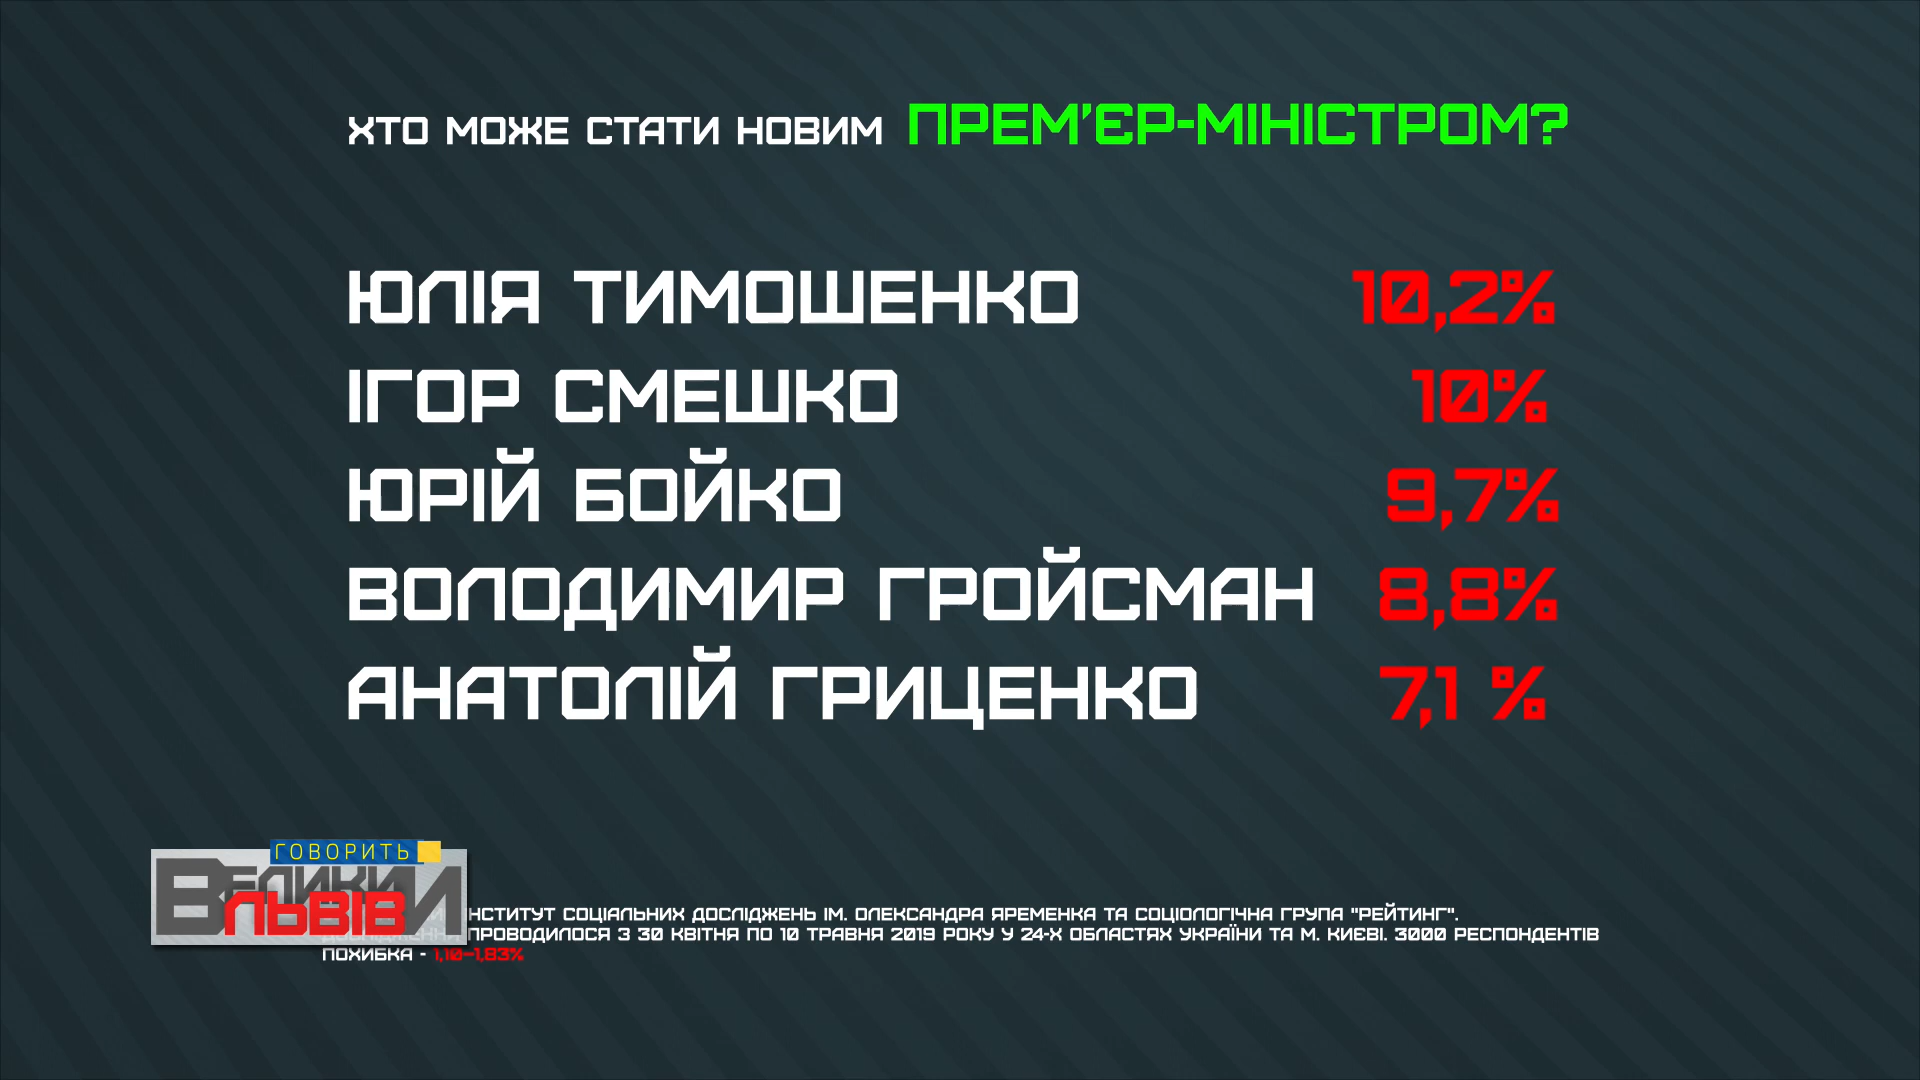 ХТО МОЖЕ СТАТИ НОВИМ ПРЕМ'ЄР-МІНІСТРОМ?
ЮЛІЯ ТИМОШЕНКО 10,2%
ІГОР СМЕШКО 10%
ЮРІЙ БОЙКО 9,7%
ВОЛОДИМИР ГРОЙСМАН 8,8%
АНАТОЛІЙ ГРИЦЕНКО 7,1 %
ГОВОРИТЬ
ВЕЛИКИЙ
ЛЬВІВ
ІНСТИТУТ СОЦІАЛЬНИХ ДОСЛІДЖЕНЬ ІМ. ОЛЕКСАНДРА ЯРЕМЕНКА ТА СОЦІОЛОГІЧНА ГРУПА "РЕЙТИНГ".
ПРОВОДИЛОСЯ З 30 КВІТНЯ ПО 10 ТРАВНЯ 2019 РОКУ У 24-Х ОБЛАСТЯХ УКРАЇНИ ТА М. КИЄВІ. 3000 РЕСПОНДЕНТІВ
ПОХИБКА - 1,10-1,83%